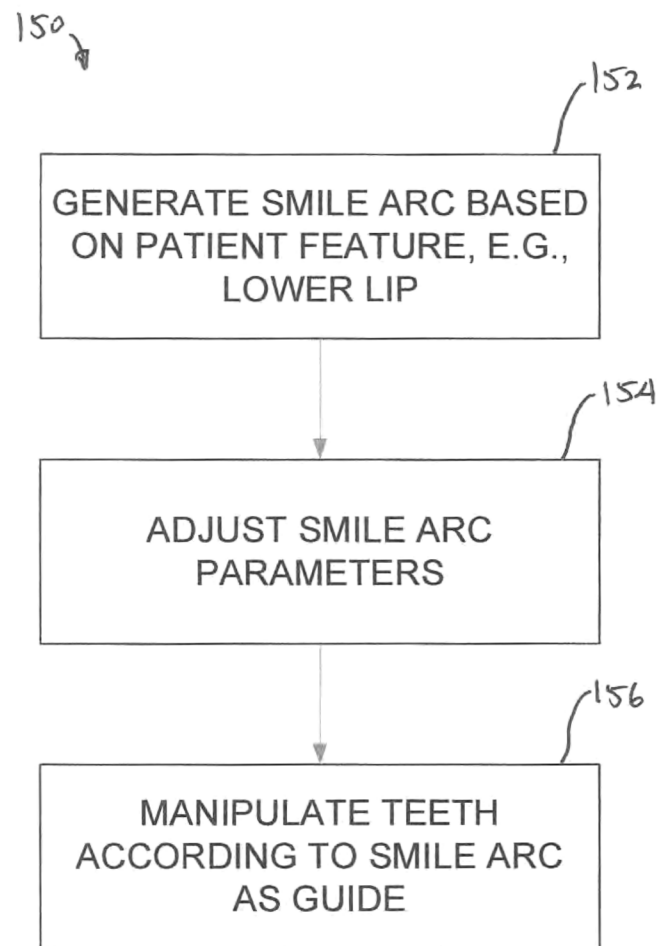 150
152
GENERATE SMILE ARC BASED
ON PATIENT FEATURE, E.G.,
LOWER LIP
154
ADJUST SMILE ARC
PARAMETERS
156
MANIPULATE TEETH
ACCORDING TO SMILE ARC
AS GUIDE